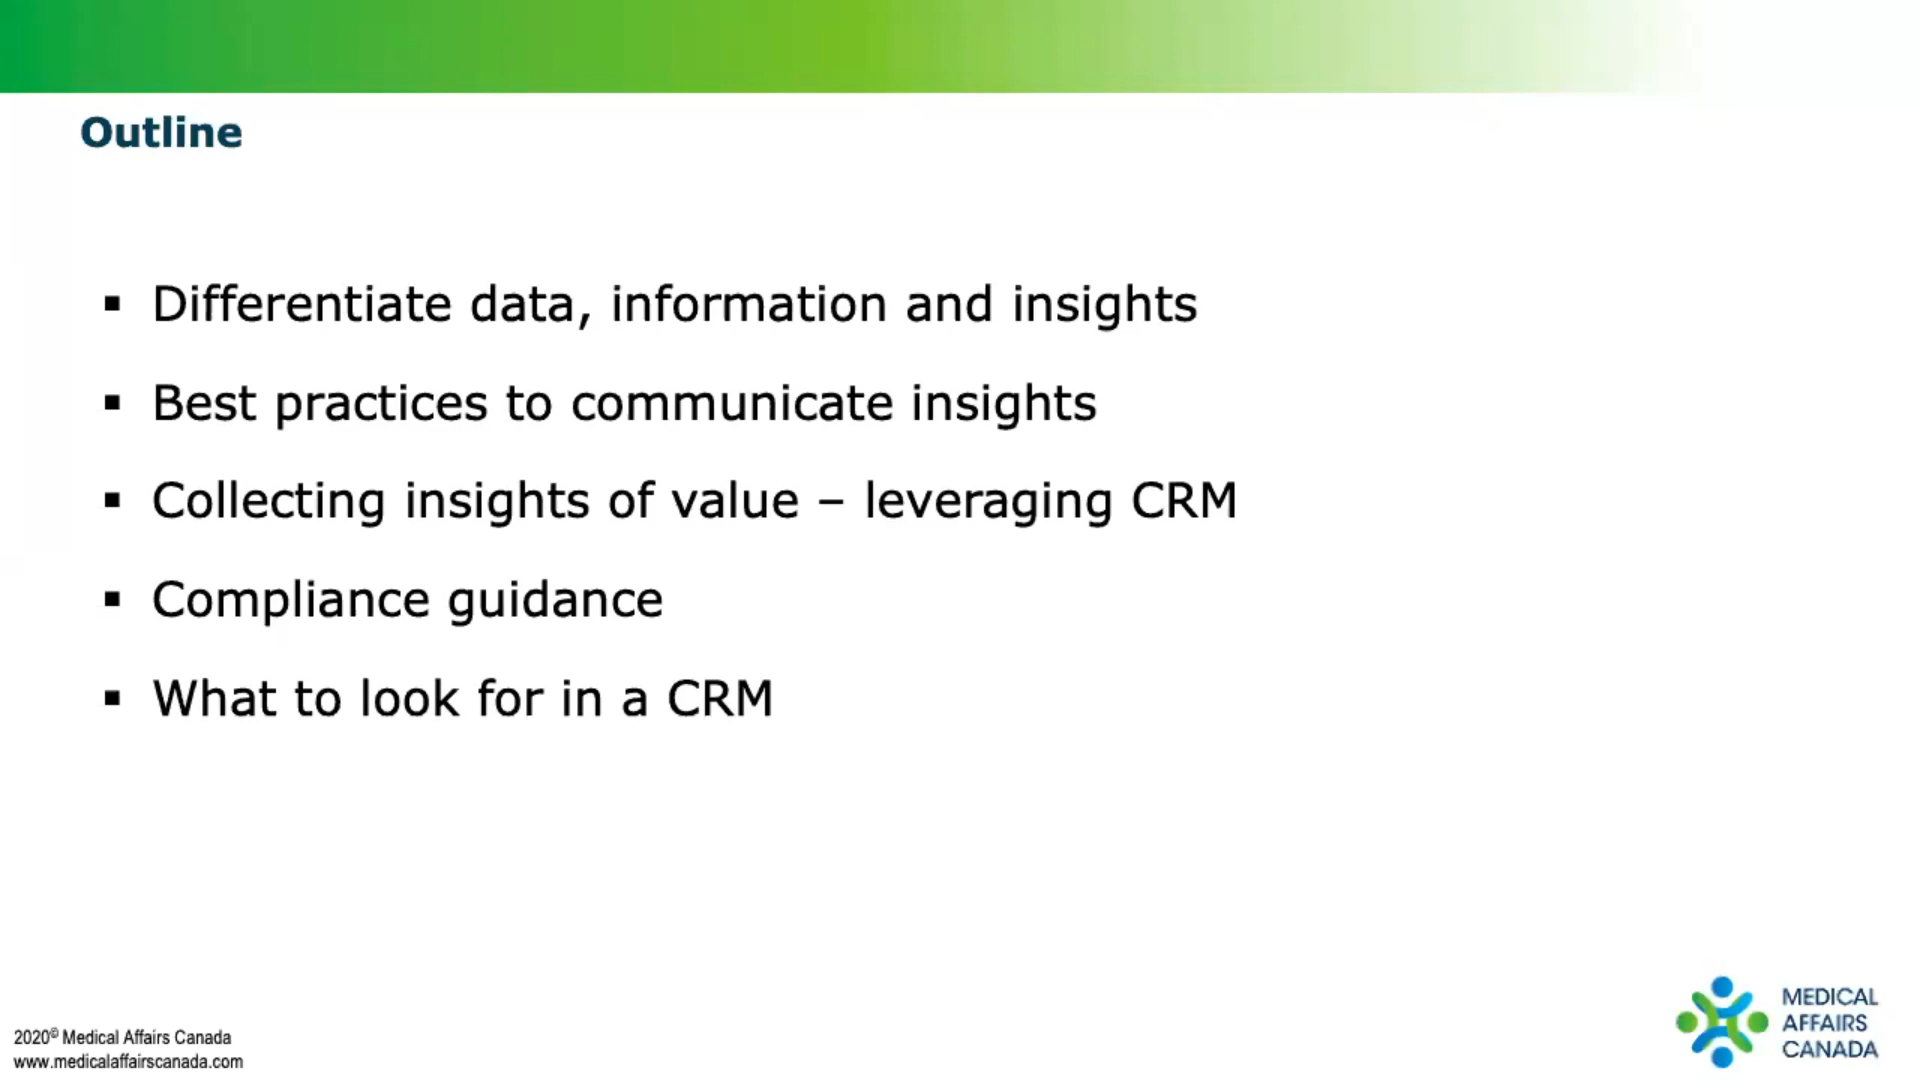 Outline
▪ Differentiate data, information and insights
▪ Best practices to communicate insights
▪ Collecting insights of value – leveraging CRM
▪ Compliance guidance
▪ What to look for in a CRM
2020© Medical Affairs Canada
www.medicalaffairscanada.com
MEDICAL
AFFAIRS
CANADA